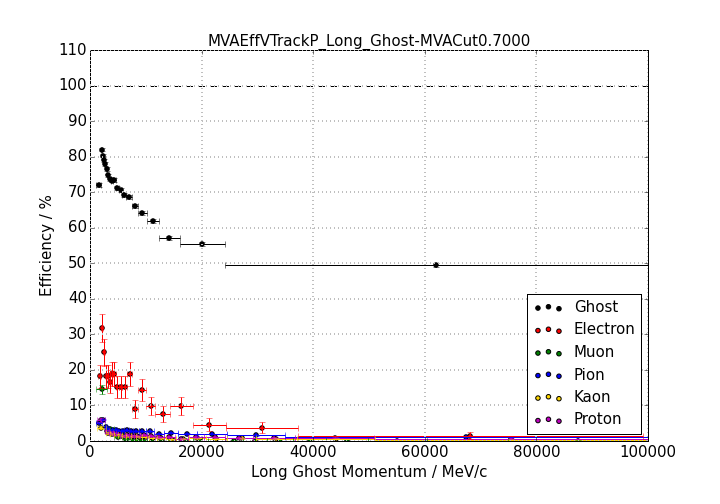 MVAEffVTrackP_Long_Ghost-MVACut0.7000
110
100
90
80
70
60
50
40
30
20
10
0
Efficiency / %
Ghost
Electron
Muon
Pion
Kaon
Proton
0 20000 40000 60000 80000 100000
Long Ghost Momentum / MeV/c